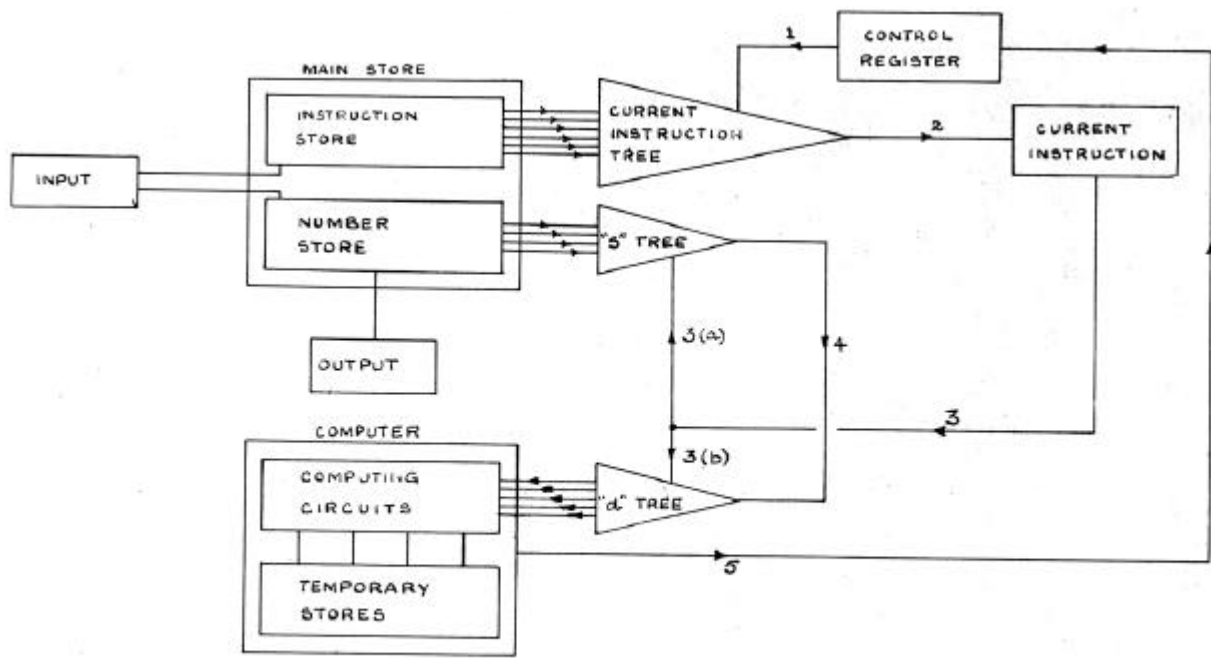 1
CONTROL
REGISTER
MAIN STORE
INSTRUCTION
STORE
CURRENT
INSTRUCTION
TREE
2
CURRENT
INSTRUCTION
INPUT
NUMBER
STORE
"S" TREE
3(a)
4
OUTPUT
3
COMPUTER
3(b)
COMPUTING
CIRCUITS
"d" TREE
5
TEMPORARY
STORES